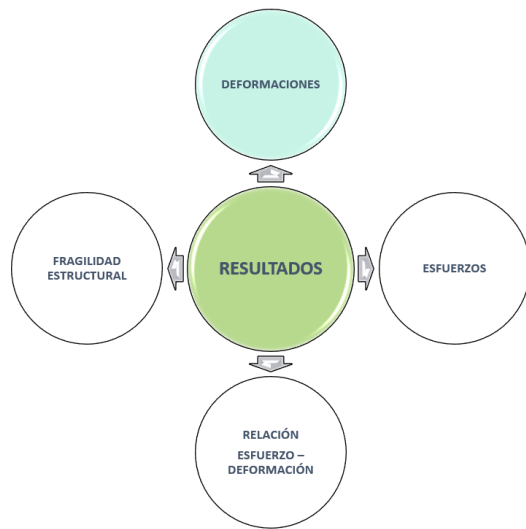 DEFORMACIONES
FRAGILIDAD
ESTRUCTURAL
RESULTADOS
ESFUERZOS
RELACIÓN
ESFUERZO –
DEFORMACIÓN